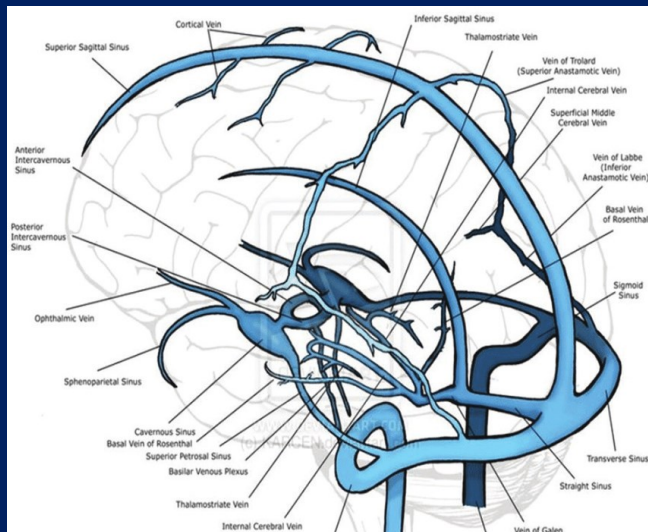 Cortical Vein
Inferior Sagittal Sinus
Superior Sagittal Sinus
Thalamostriate Vein
Vein of Trolard
(Superior Anastamotic Vein)
Internal Cerebral Vein
Superficial Middle
Cerebral Vein
Anterior
Intercavernous
Sinus
Vein of Labbe
(Inferior
Anastamotic Vein)
Basal Vein
of Rosenthal
Posterior
Intercavernous
Sinus
Sigmoid
Sinus
Ophthalmic Vein
Sphenoparietal Sinus
Cavernous Sinus
Basal Vein of Rosenthal
Superior Petrosal Sinus
Basilar Venous Plexus
Transverse Sinus
Straight Sinus
Thalamostriate Vein
Internal Cerebral Vein
Vein of Galen